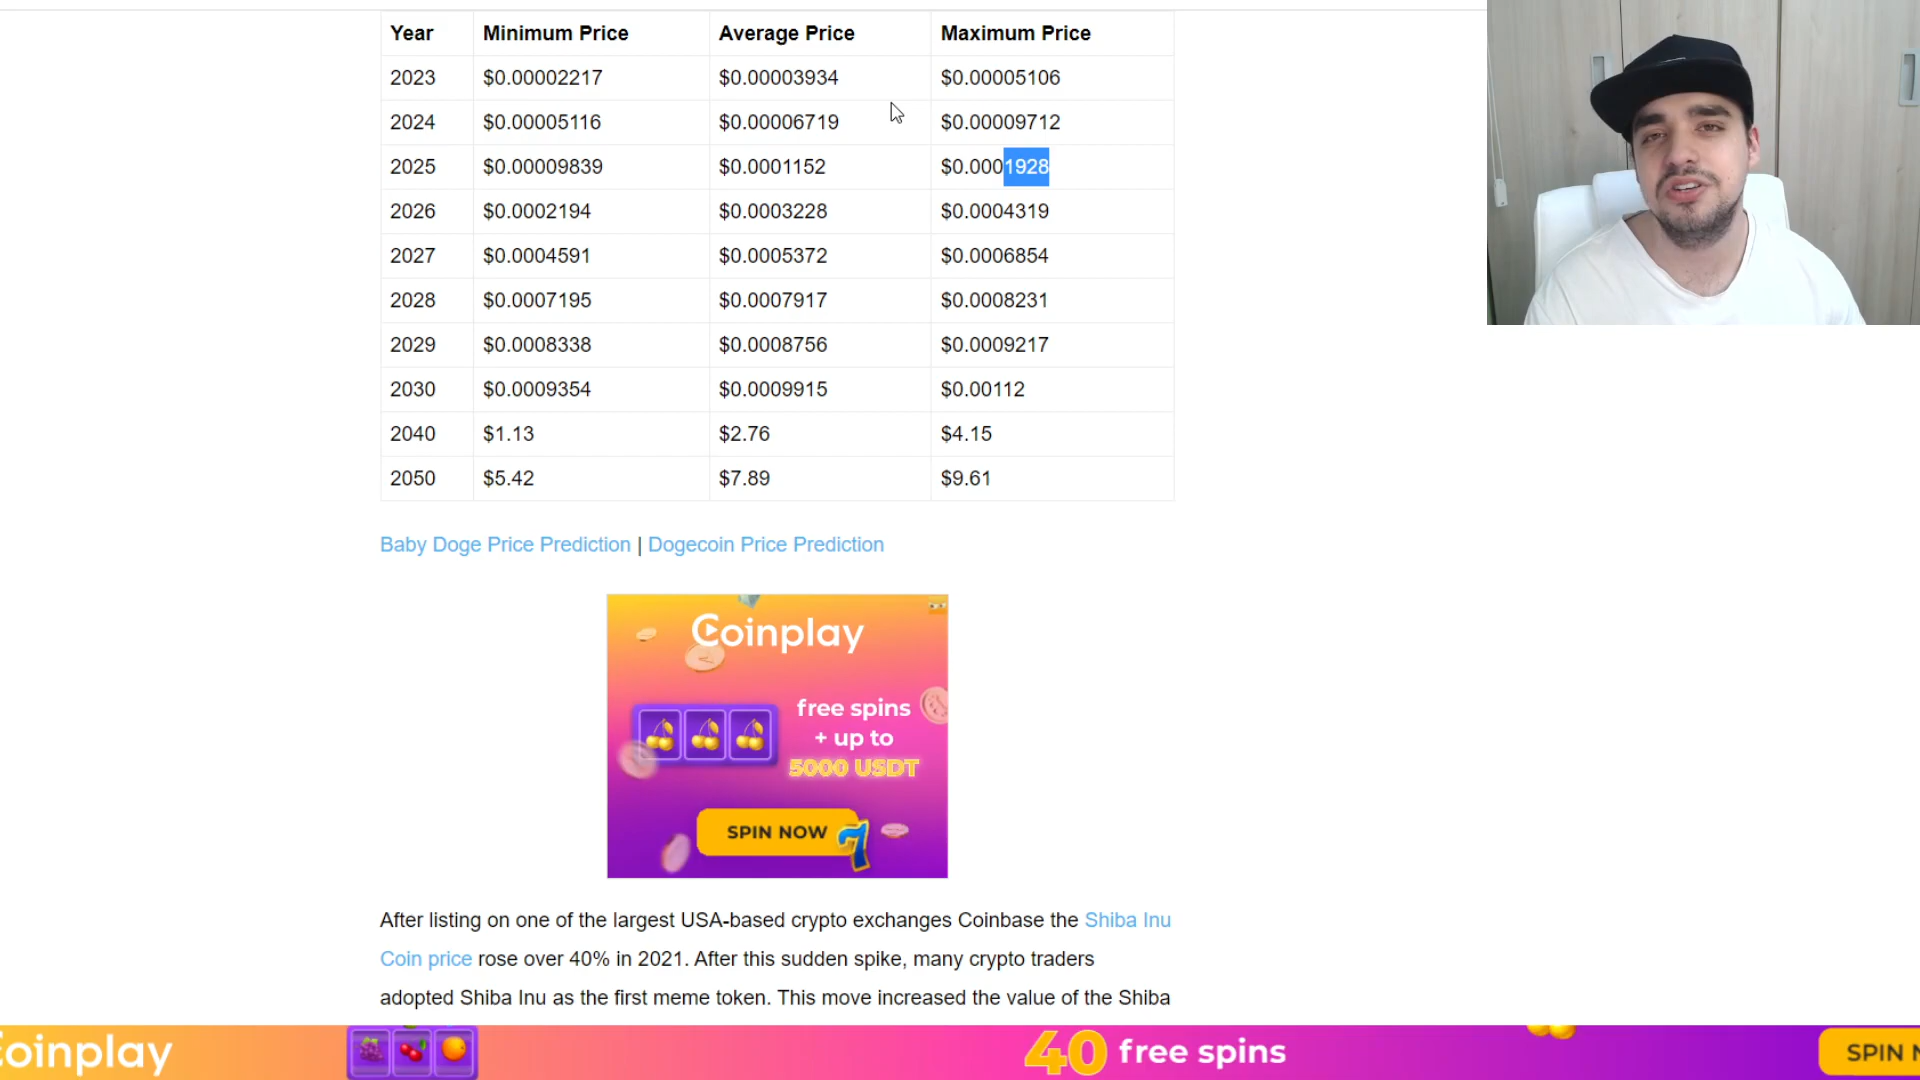 Year Minimum Price Average Price Maximum Price
2023 $0.00002217 $0.00003934 $0.00005106
2024 $0.00005116 $0.00006719 $0.00009712
2025 $0.00009839 $0.0001152 $0.0001928
2026 $0.0002194 $0.0003228 $0.0004319
2027 $0.0004591 $0.0005372 $0.0006854
2028 $0.0007195 $0.0007917 $0.0008231
2029 $0.0008338 $0.0008756 $0.0009217
2030 $0.0009354 $0.0009915 $0.00112
2040 $1.13 $2.76 $4.15
2050 $5.42 $7.89 $9.61
Baby Doge Price Prediction | Dogecoin Price Prediction
Coinplay
free spins
+ up to
5000 USDT
SPIN NOW
7
After listing on one of the largest USA-based crypto exchanges Coinbase the Shiba Inu
Coin price rose over 40% in 2021. After this sudden spike, many crypto traders
adopted Shiba Inu as the first meme token. This move increased the value of the Shiba
Coinplay 40 free spins SPIN N